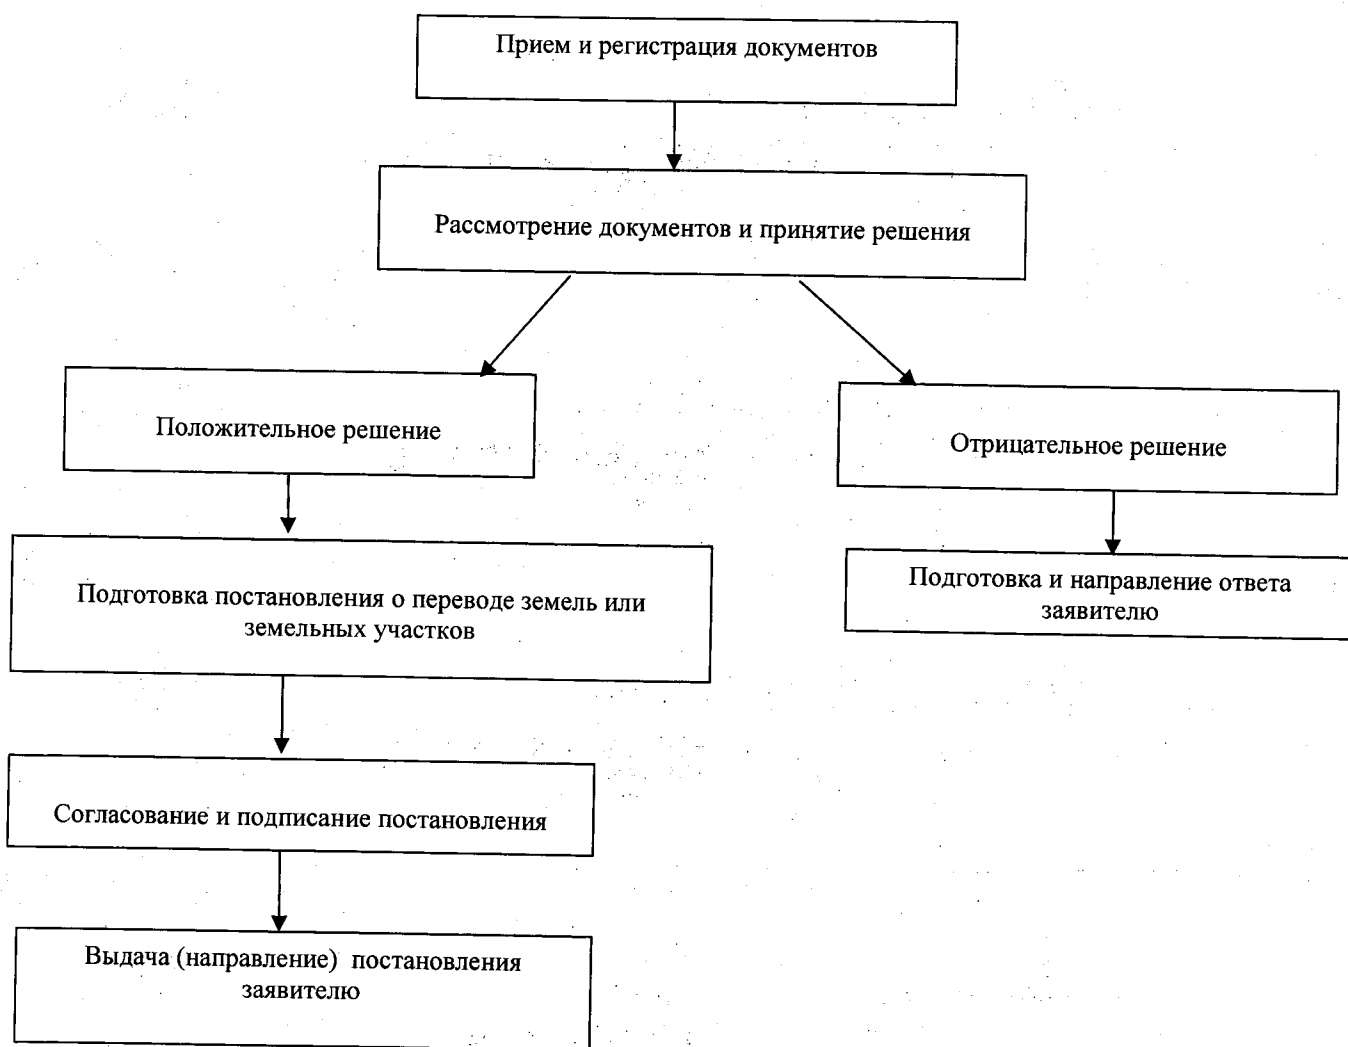 Прием и регистрация документов
Рассмотрение документов и принятие решения
Положительное решение
Отрицательное решение
Подготовка постановления о переводе земель или
земельных участков
Подготовка и направление ответа
заявителю
Согласование и подписание постановления
Выдача (направление) постановления
заявителю